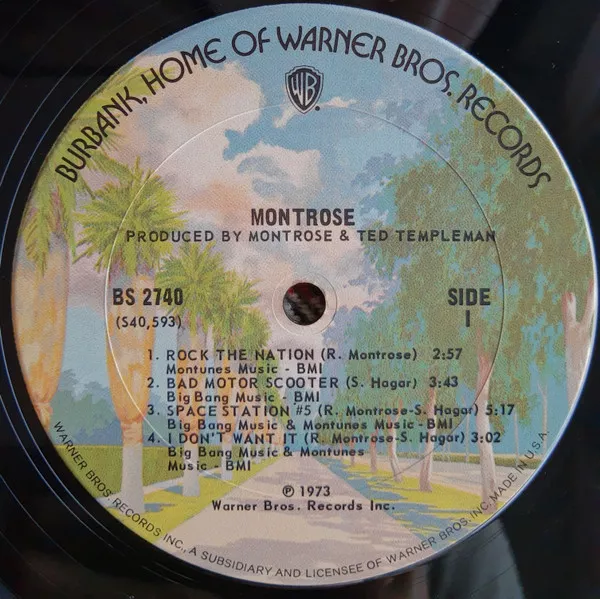 BURBANK, HOME OF WARNER BROS. RECORDS
WB
MONTROSE
PRODUCED BY MONTROSE & TED TEMPLEMAN
BS 2740
SIDE
(S40,593)
1
1. ROCK THE NATION (R. Montrose) 2:57
Montunes Music - BMI
2. BAD MOTOR SCOOTER (S. Hagar) 3:43
Big Bang Music - BMI
3. SPACE STATION #5 (R. Montrose-S. Hagar) 5:17
Big Bang Music & Montunes Music - BMI
4. I DON'T WANT IT (R. Montrose-S. Hagar) 3:02
Big Bang Music & Montunes
Music - BMI
℗ 1973
Warner Bros. Records Inc.
WARNER BROS. RECORDS INC., A SUBSIDIARY AND LICENSEE OF WARNER BROS. INC. MADE IN U.S.A.